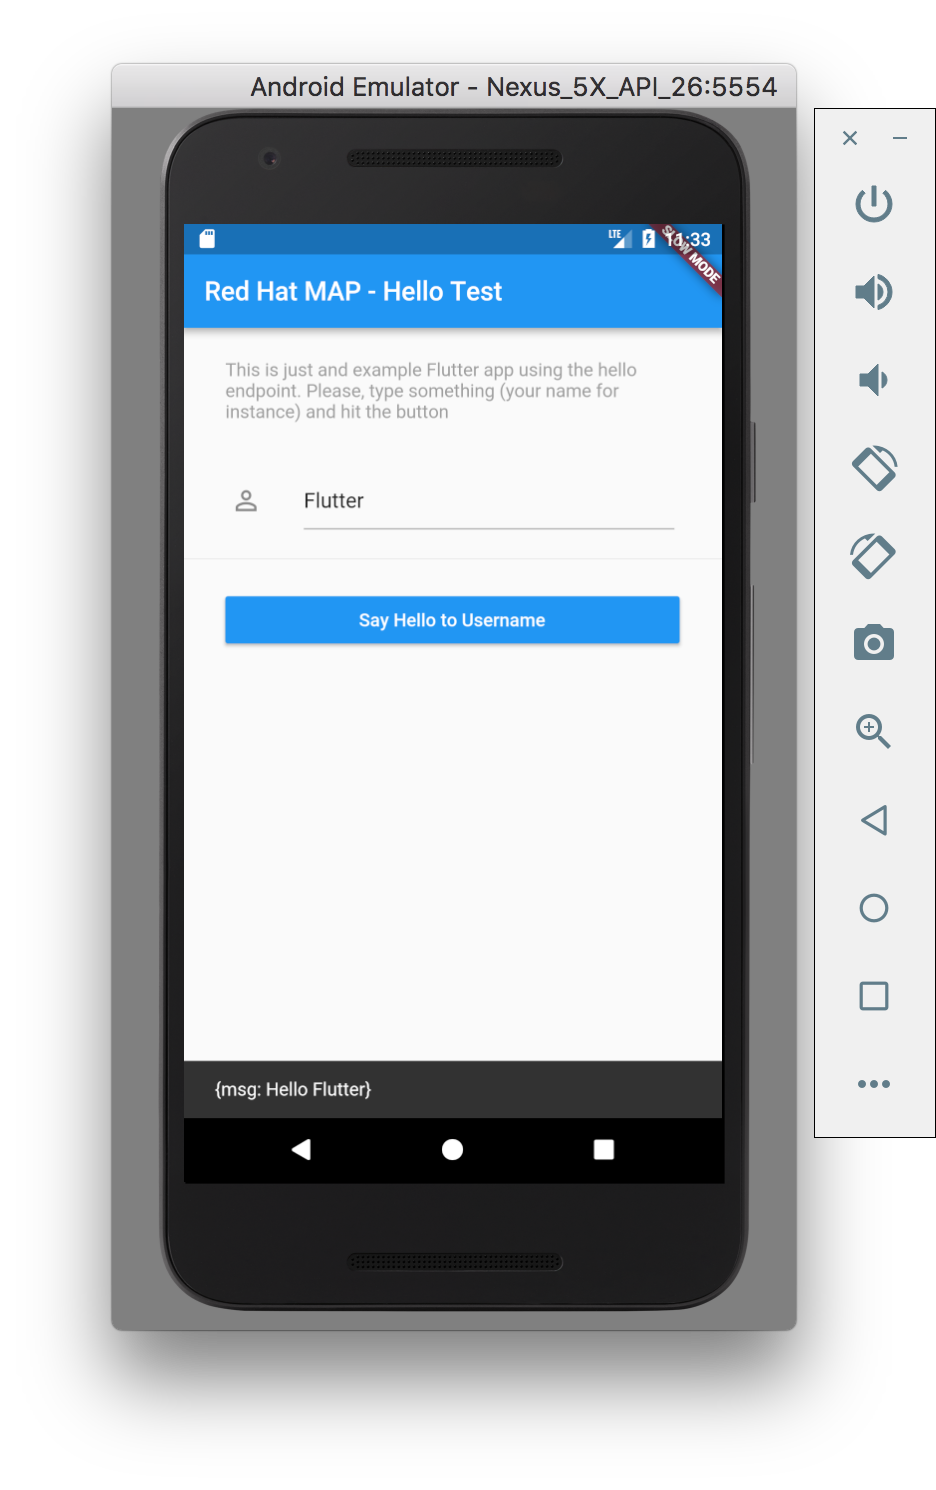 Android Emulator - Nexus_5X_API_26:5554
LTE
11:33
SLOW MODE
Red Hat MAP - Hello Test
This is just and example Flutter app using the hello
endpoint. Please, type something (your name for
instance) and hit the button
Flutter
Say Hello to Username
{msg: Hello Flutter}